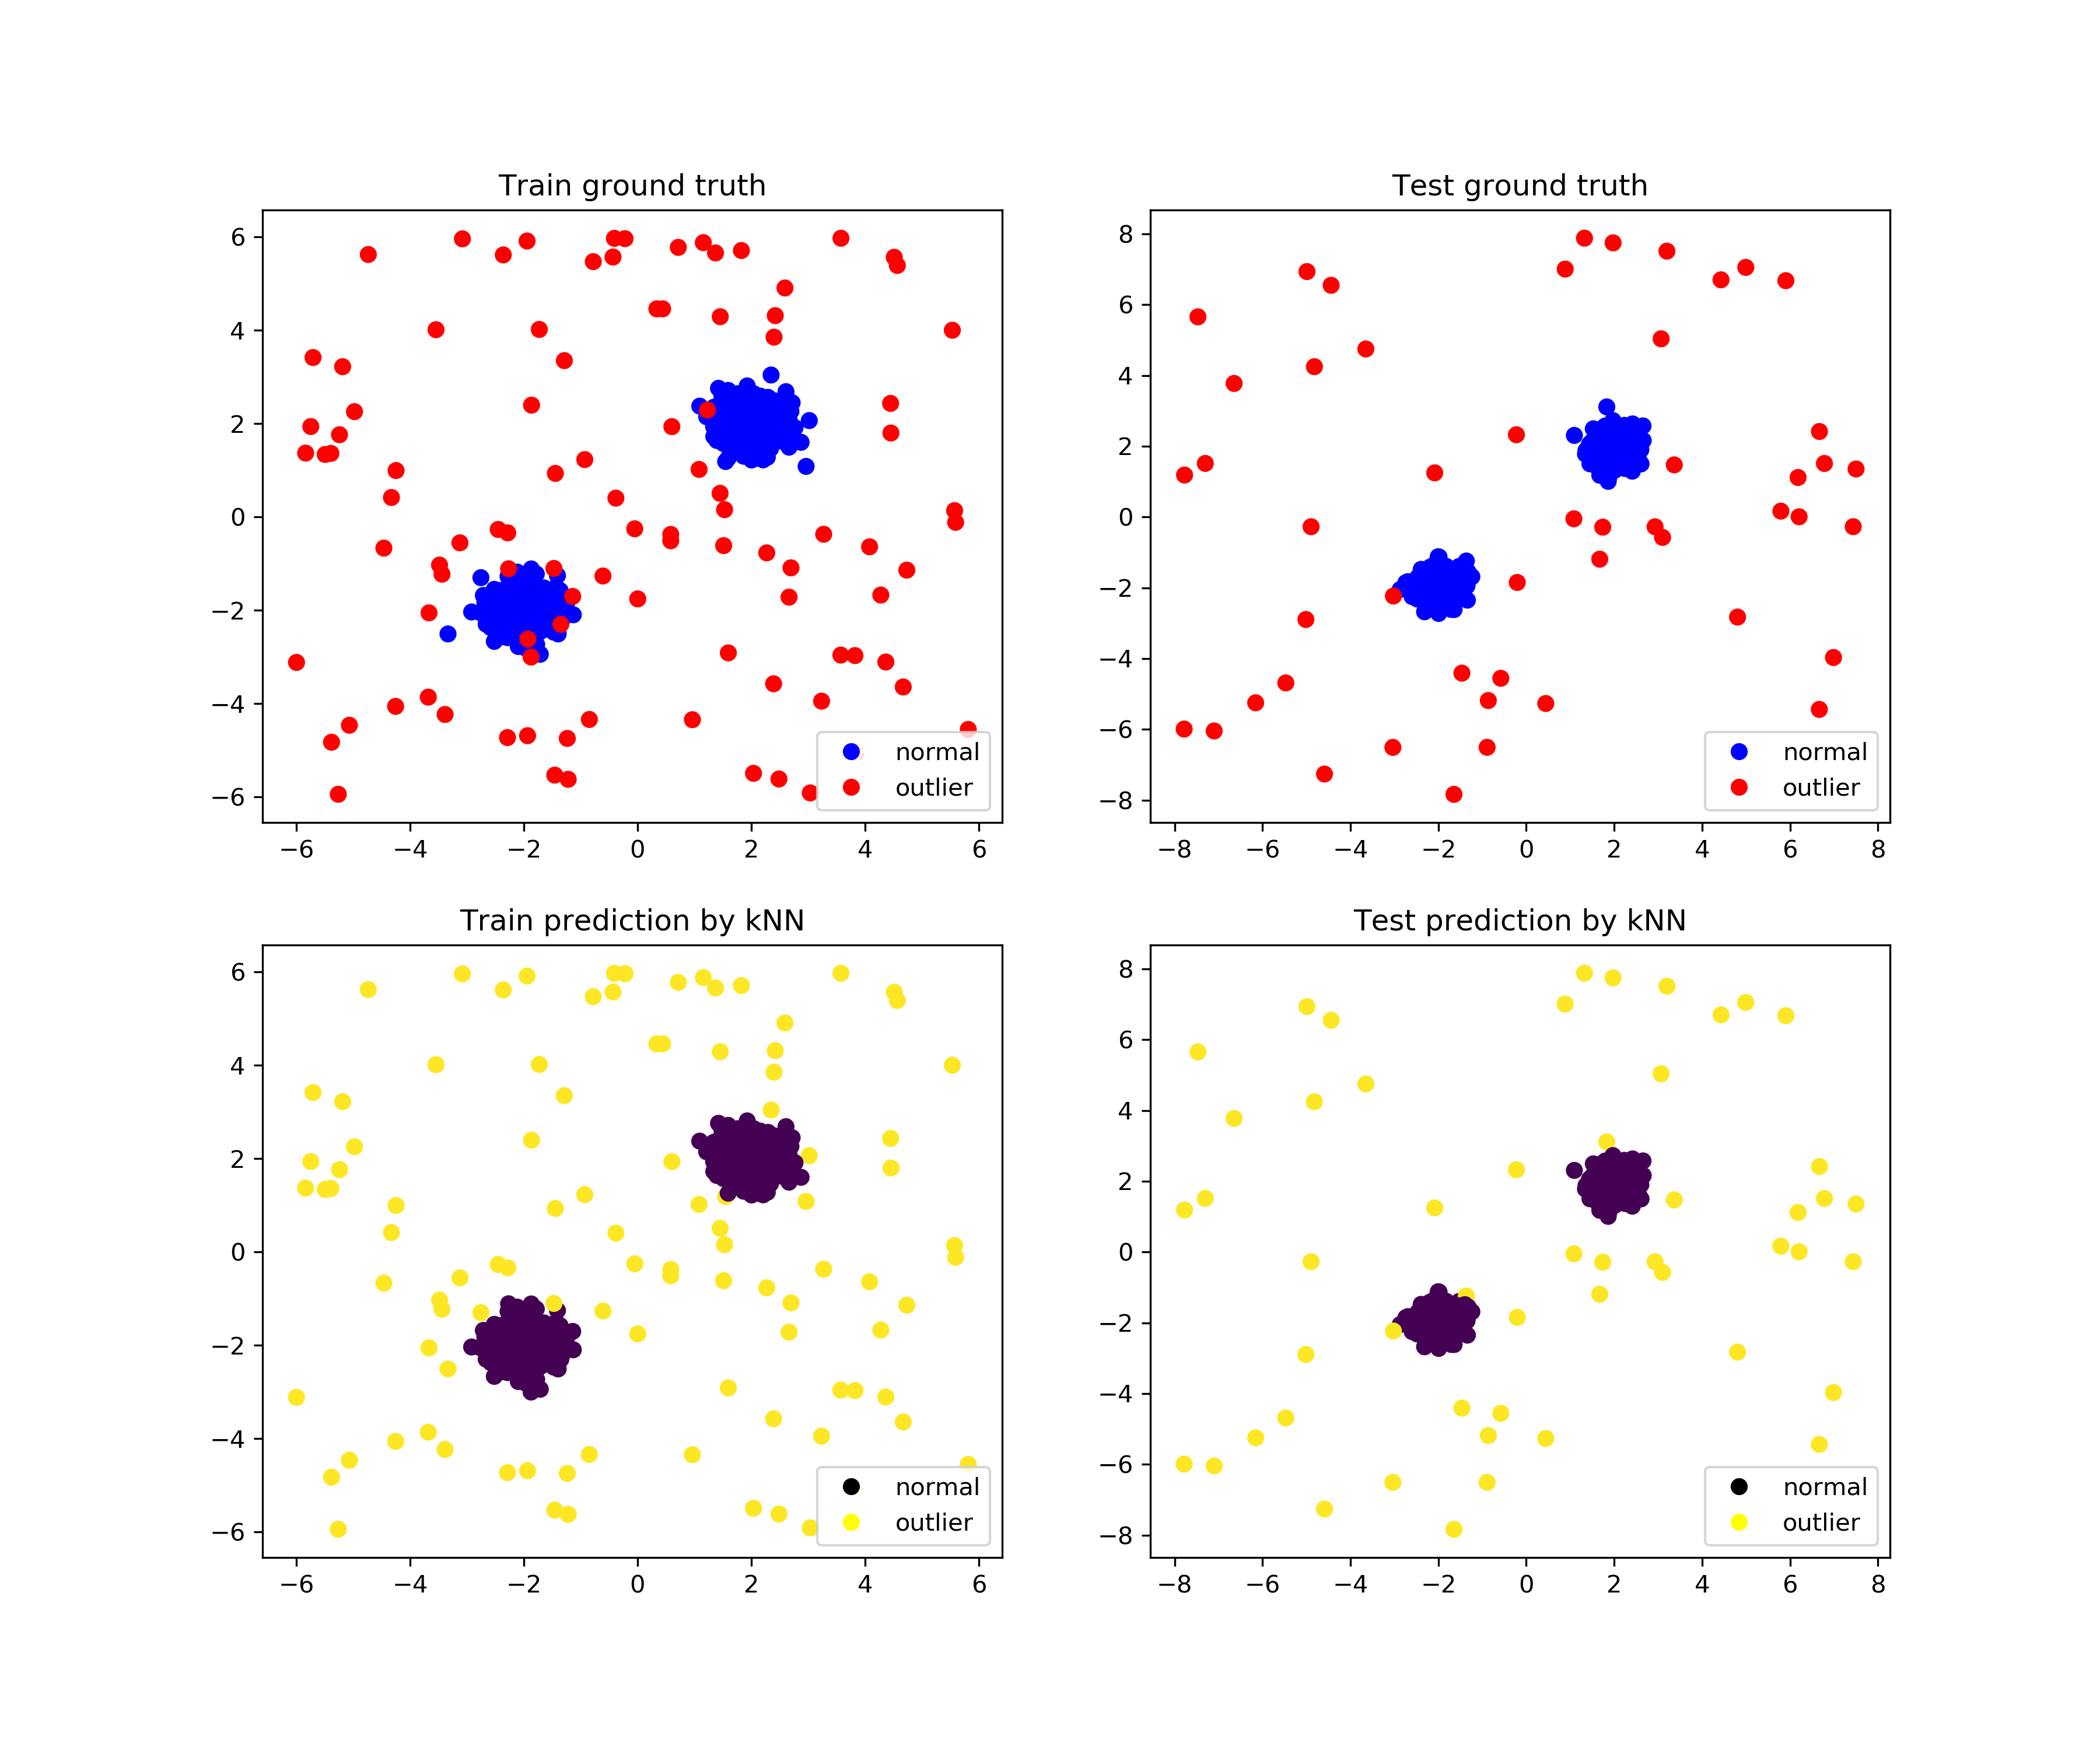 Train ground truth
6
4
2
0
−2
−4
−6
−6 −4 −2 0 2 4 6
normal
outlier
Test ground truth
8
6
4
2
0
−2
−4
−6
−8
−8 −6 −4 −2 0 2 4 6 8
normal
outlier
Train prediction by kNN
6
4
2
0
−2
−4
−6
−6 −4 −2 0 2 4 6
normal
outlier
Test prediction by kNN
8
6
4
2
0
−2
−4
−6
−8
−8 −6 −4 −2 0 2 4 6 8
normal
outlier